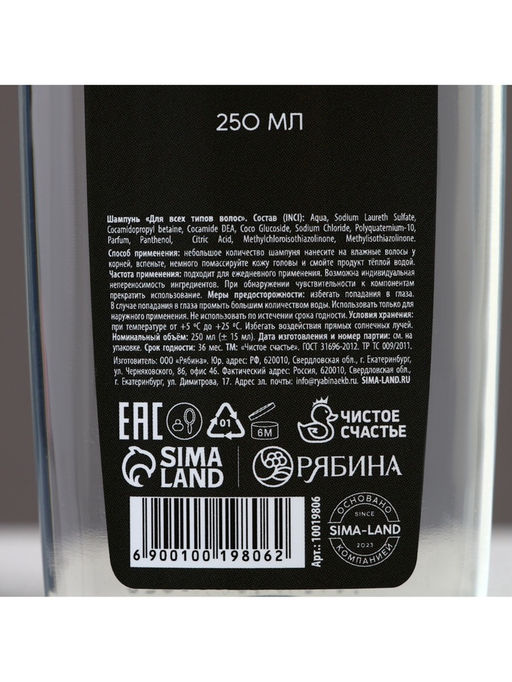 250 МЛ
Шампунь «Для всех типов волос». Состав (INCI): Aqua, Sodium Laureth Sulfate,
Cocamidopropyl betaine, Cocamide DEA, Coco Glucoside, Sodium Chloride, Polyquaternium-10,
Parfum, Panthenol, Citric Acid, Methylchloroisothiazolinone, Methylisothiazolinone.
Способ применения: небольшое количество шампуня нанесите на влажные волосы у
корней, вспеньте, немного помассируйте кожу головы и смойте продукт тёплой водой.
Частота применения: подходит для ежедневного применения. Возможна индивидуальная
непереносимость ингредиентов. При обнаружении чувствительности к компонентам
прекратить использование. Меры предосторожности: избегать попадания в глаза.
В случае попадания в глаза промыть большим количеством воды. Использовать только для
наружного применения. Не использовать по истечении срока годности. Условия хранения:
при температуре от +5 °C до +25 °C. Избегать воздействия прямых солнечных лучей.
Номинальный объём: 250 мл (± 15 мл). Дата изготовления и номер партии: см. на
упаковке. Срок годности: 36 мес. ТМ: «Чистое счастье». ГОСТ 31696-2012. ТР ТС 009/2011.
Изготовитель: ООО «Рябина». Юр. адрес: РФ, 620010, Свердловская обл., г. Екатеринбург,
ул. Черняховского, 86, офис 46. Фактический адрес: Россия, 620010, Свердловская обл.,
г. Екатеринбург, ул. Димитрова, 17. Адрес эл. почты: info@ryabinaekb.ru. SIMA-LAND.RU
EAC 01 6M ЧИСТОЕ
СЧАСТЬЕ
SIMA
LAND
РЯБИНА
6 900100 198062
Арт.: 10019806
ОСНОВАНО
SINCE
SIMA-LAND
2023
КОМПАНИЕЙ